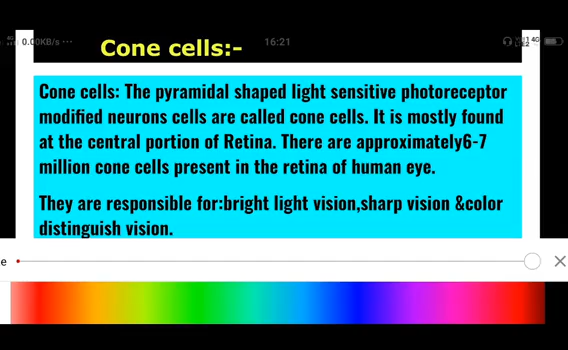 0.00KB/s ...
16:21
Cone cells:-
Cone cells: The pyramidal shaped light sensitive photoreceptor
modified neurons cells are called cone cells. It is mostly found
at the central portion of Retina. There are approximately6-7
million cone cells present in the retina of human eye.
They are responsible for:bright light vision,sharp vision &color
distinguish vision.
e